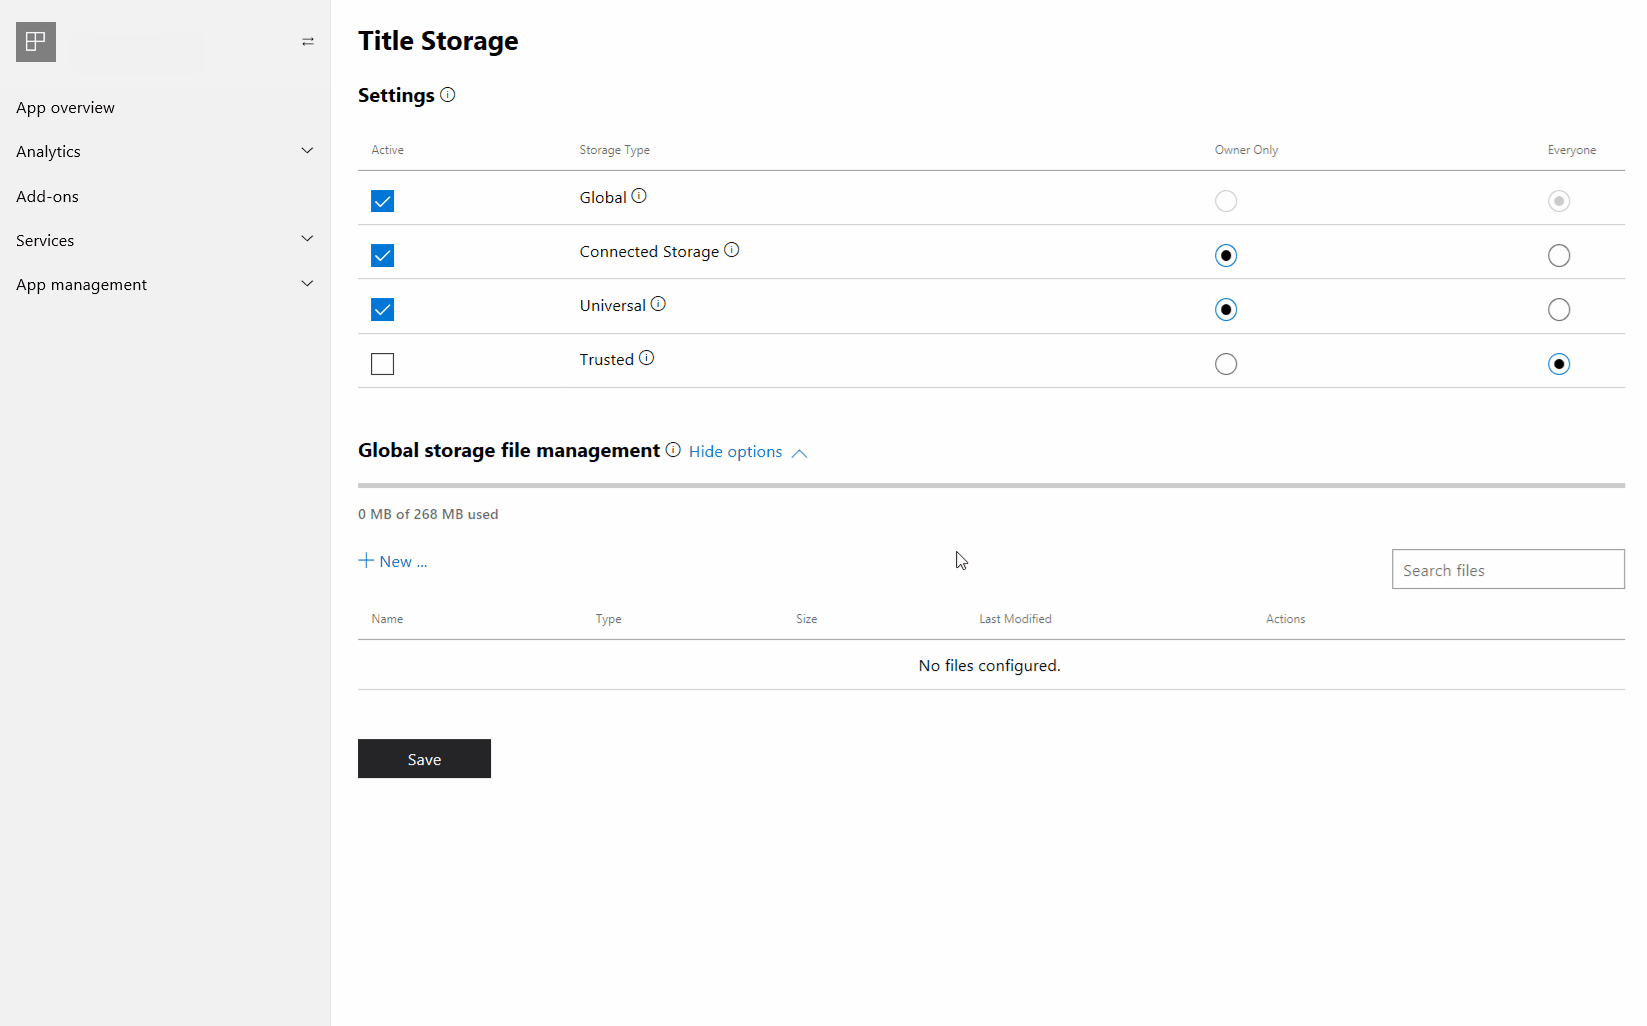 Title Storage
Settings
App overview
Analytics
Add-ons
Services
App management
Active Storage Type Owner Only Everyone
Global
Connected Storage
Universal
Trusted
Global storage file management Hide options
0 MB of 268 MB used
New ...
Search files
Name Type Size Last Modified Actions
No files configured.
Save